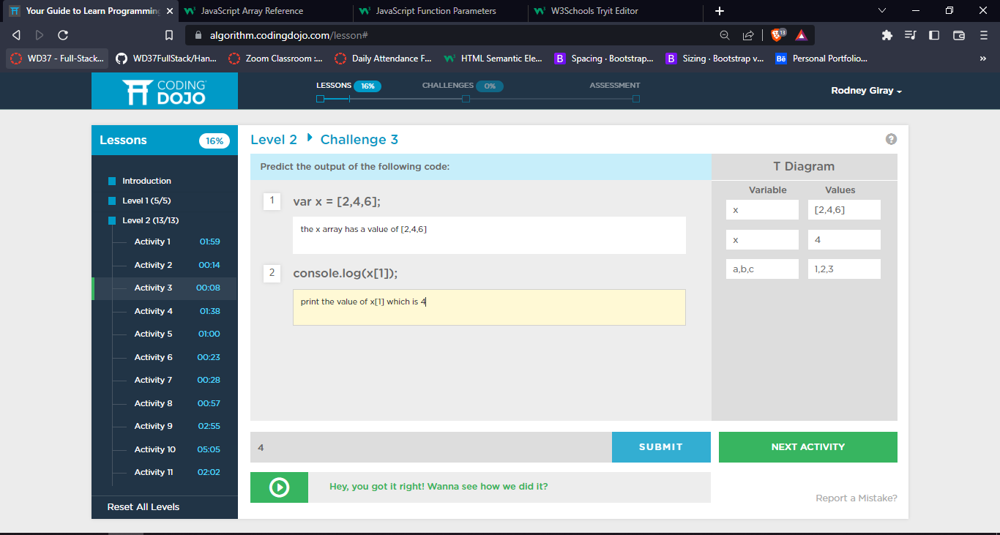 Your Guide to Learn Programming
JavaScript Array Reference
JavaScript Function Parameters
W3Schools Tryit Editor
algorithm.codingdojo.com/lesson#
13
WD37 - Full-Stack...
WD37FullStack/Han...
Zoom Classroom :...
Daily Attendance F...
HTML Semantic Ele...
B Spacing · Bootstrap...
B Sizing · Bootstrap v...
Bē Personal Portfolio...
CODING
DOJO
LESSONS 16%
CHALLENGES 0%
ASSESSMENT
Rodney Giray
Lessons 16%
Introduction
Level 1 (5/5)
Level 2 (13/13)
Activity 1 01:59
Activity 2 00:14
Activity 3 00:08
Activity 4 01:38
Activity 5 01:00
Activity 6 00:23
Activity 7 00:28
Activity 8 00:57
Activity 9 02:55
Activity 10 05:05
Activity 11 02:02
Reset All Levels
Level 2 Challenge 3
?
Predict the output of the following code:
1 var x = [2,4,6];
the x array has a value of [2,4,6]
2 console.log(x[1]);
print the value of x[1] which is 4
T Diagram
Variable Values
x [2,4,6]
x 4
a,b,c 1,2,3
4
SUBMIT
NEXT ACTIVITY
Hey, you got it right! Wanna see how we did it?
Report a Mistake?